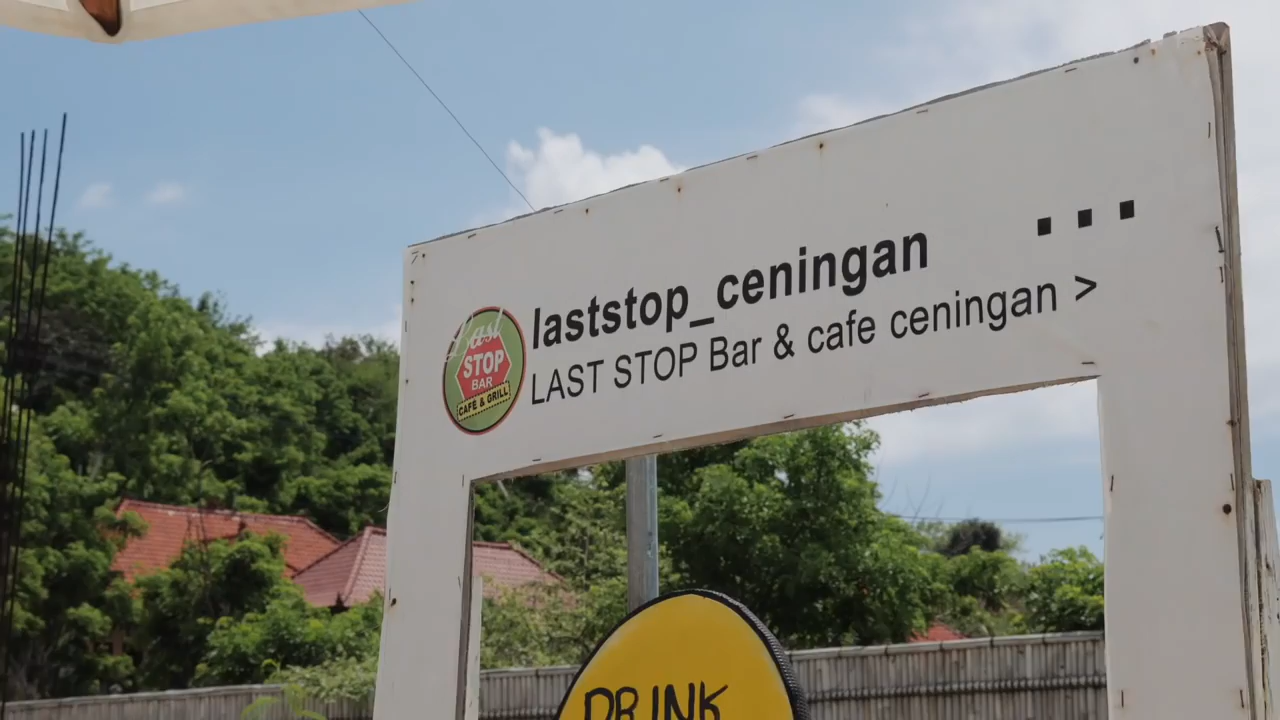 laststop_ceningan
...
LAST STOP Bar & cafe ceningan >
Last
STOP
BAR
CAFE & GRILL
DRINK